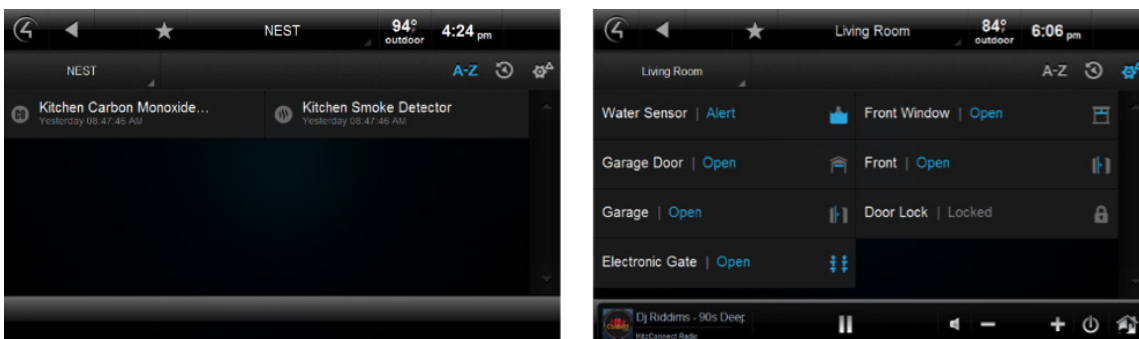 NEST 94° outdoor 4:24 pm
NEST A-Z
CO Kitchen Carbon Monoxide... Kitchen Smoke Detector
Yesterday 08:47:46 AM Yesterday 08:47:46 AM
Living Room 84° outdoor 6:06 pm
Living Room A-Z
Water Sensor | Alert Front Window | Open
Garage Door | Open Front | Open
Garage | Open Door Lock | Locked
Electronic Gate | Open
Dj Riddims - 90s Deep
HitzConnect Radio